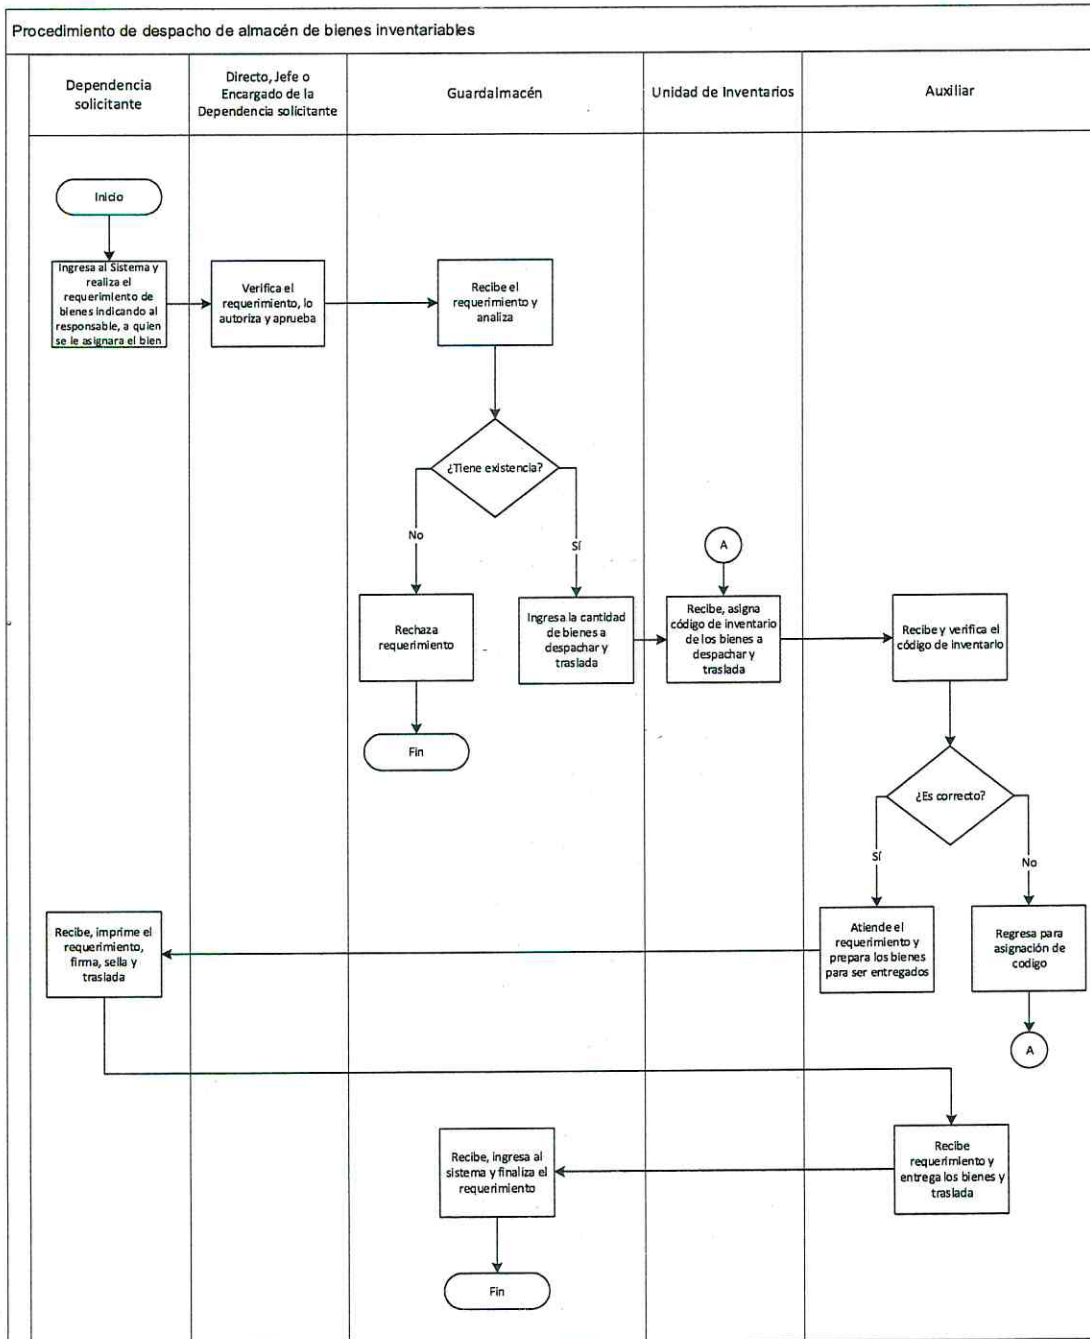 Procedimiento de despacho de almacén de bienes inventariables
Dependencia
solicitante
Directo, Jefe o
Encargado de la
Dependencia solicitante
Guardalmacén
Unidad de Inventarios
Auxiliar
Inicio
Ingresa al Sistema y
realiza el
requerimiento de
bienes indicando al
responsable, a quien
se le asignara el bien
Verifica el
requerimiento, lo
autoriza y aprueba
Recibe el
requerimiento y
analiza
¿Tiene existencia?
No
Sí
A
Rechaza
requerimiento
Ingresa la cantidad
de bienes a
despachar y
traslada
Recibe, asigna
código de inventario
de los bienes a
despachar y
traslada
Recibe y verifica el
código de inventario
Fin
¿Es correcto?
Sí
No
Recibe, imprime el
requerimiento,
firma, sella y
traslada
Atiende el
requerimiento y
prepara los bienes
para ser entregados
Regresa para
asignación de
codigo
A
Recibe, ingresa al
sistema y finaliza el
requerimiento
Recibe
requerimiento y
entrega los bienes y
traslada
Fin